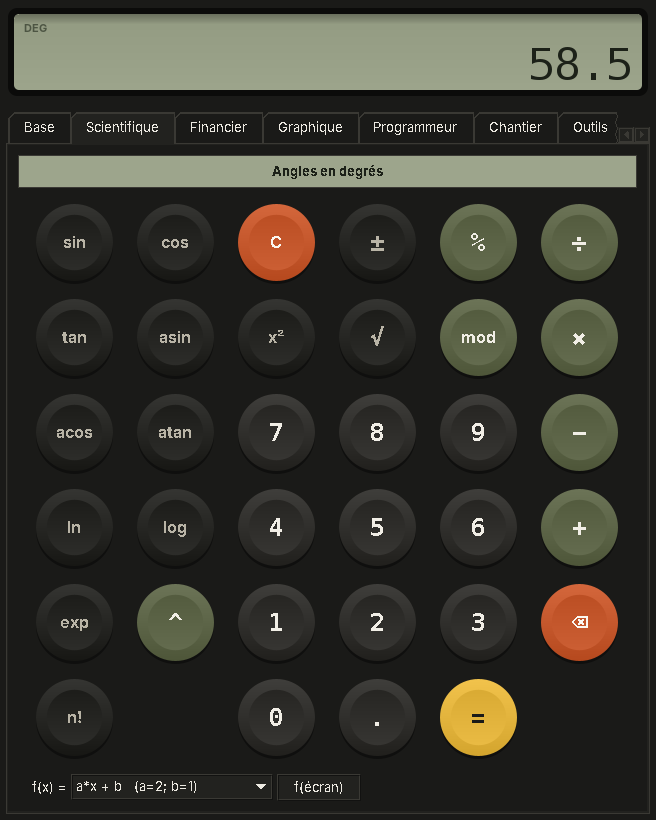 DEG
58.5
Base Scientifique Financier Graphique Programmeur Chantier Outils
Angles en degrés
sin cos C ± % ÷
tan asin x² √ mod ×
acos atan 7 8 9 −
ln log 4 5 6 +
exp ^ 1 2 3 ⌫
n! 0 . =
f(x) = a*x + b (a=2; b=1) f(écran)